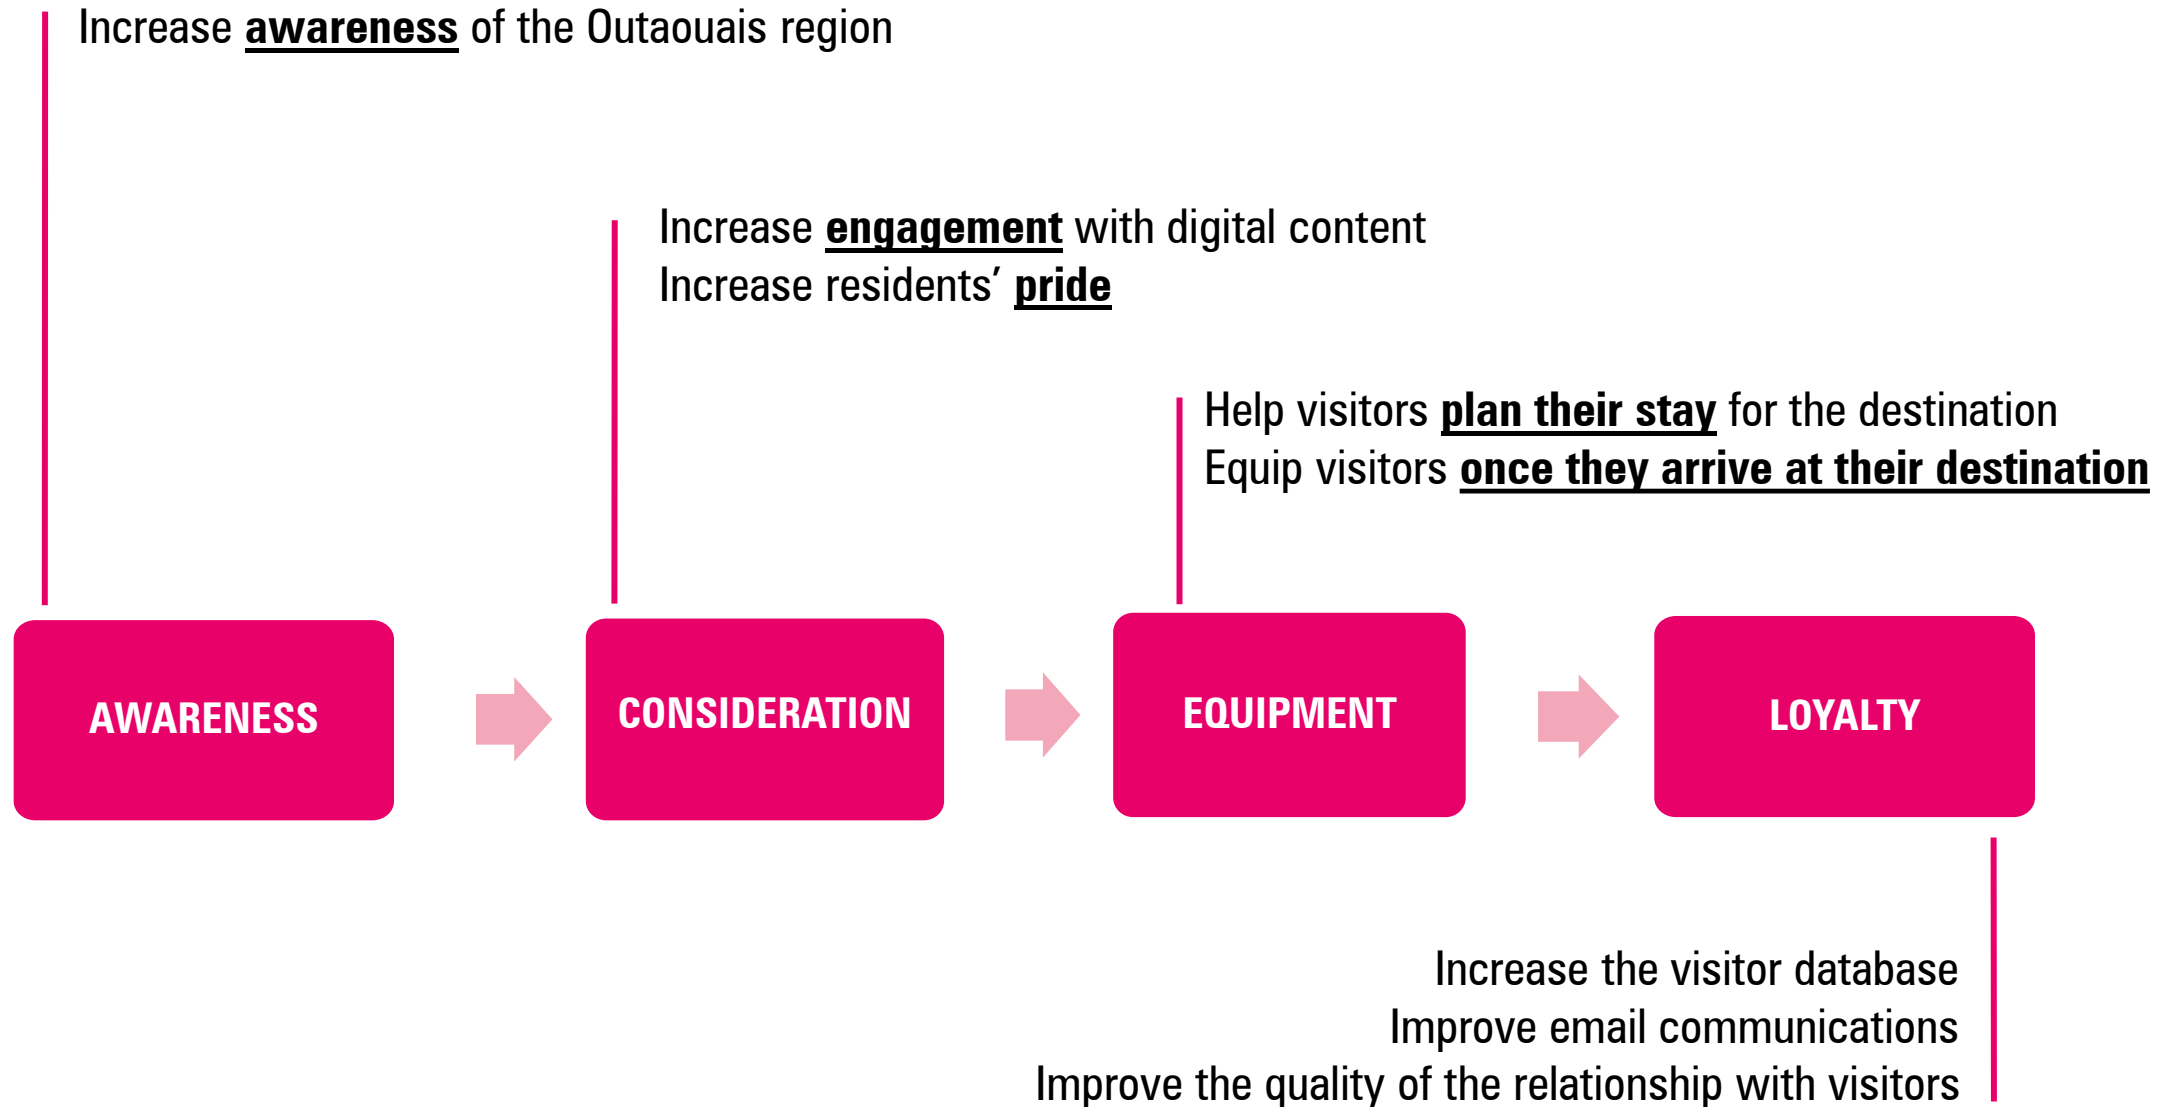 Increase awareness of the Outaouais region
Increase engagement with digital content
Increase residents’ pride
Help visitors plan their stay for the destination
Equip visitors once they arrive at their destination
AWARENESS
CONSIDERATION
EQUIPMENT
LOYALTY
Increase the visitor database
Improve email communications
Improve the quality of the relationship with visitors